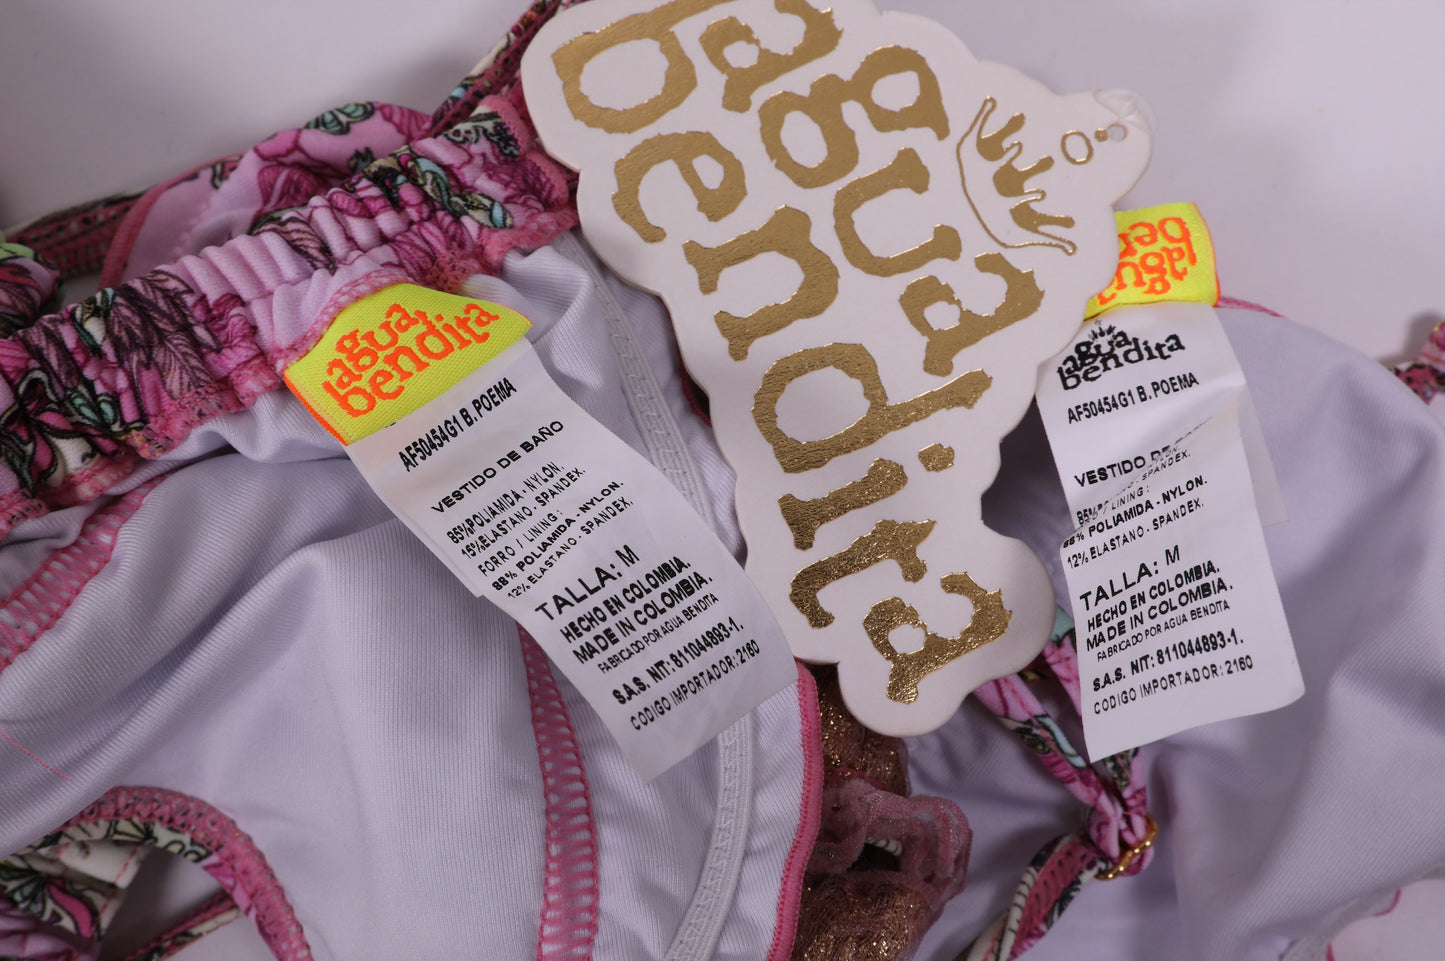 agua
bendita
agua
bendita
AF50454G1 B. POEMA
VESTIDO DE BAÑO
85%POLIAMIDA - NYLON.
15%ELASTANO - SPANDEX.
FORRO / LINING:
88% POLIAMIDA - NYLON.
12% ELASTANO - SPANDEX.
TALLA: M
HECHO EN COLOMBIA.
MADE IN COLOMBIA.
FABRICADO POR AGUA BENDITA
S.A.S. NIT: 811044893-1.
CODIGO IMPORTADOR: 2160
agua
agua
bendita
AF50454G1 B. POEMA
VESTIDO DE
SPANDEX.
LINING:
88% POLIAMIDA - NYLON.
12% ELASTANO - SPANDEX.
TALLA: M
HECHO EN COLOMBIA.
MADE IN COLOMBIA.
FABRICADO POR AGUA BENDITA
S.A.S. NIT: 811044893-1.
CODIGO IMPORTADOR: 2160